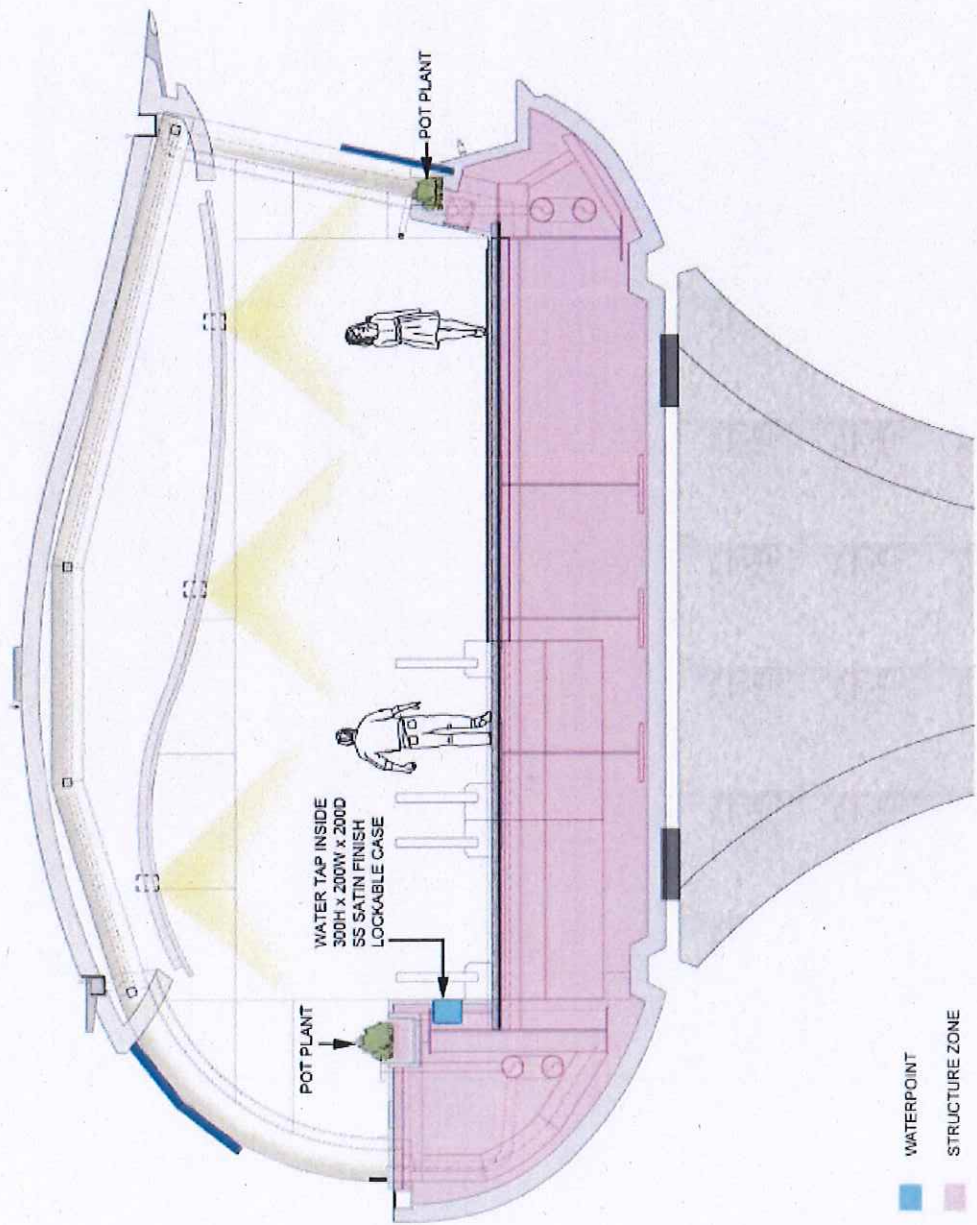 POT PLANT
WATER TAP INSIDE
300H x 200W x 200D
SS SATIN FINISH
LOCKABLE CASE
POT PLANT
WATERPOINT
STRUCTURE ZONE